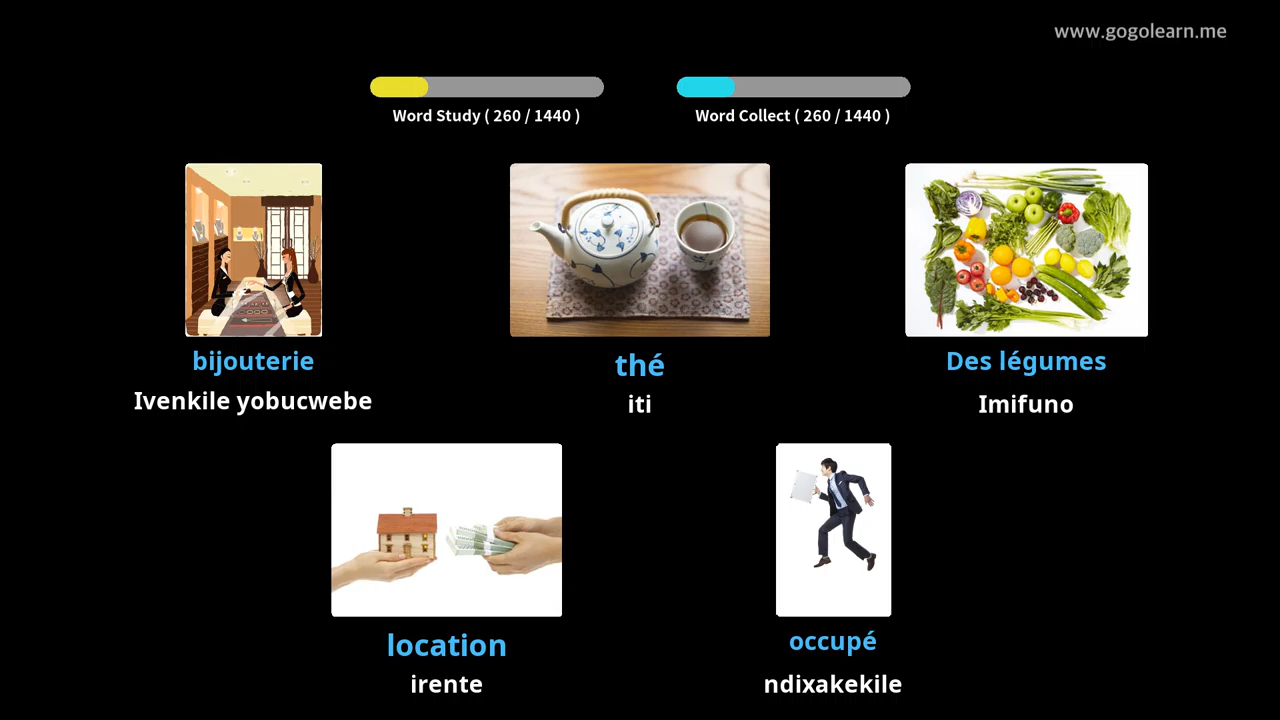 www.gogolearn.me
Word Study ( 260 / 1440 )
Word Collect ( 260 / 1440 )
bijouterie
Ivenkile yobucwebe
thé
iti
Des légumes
Imifuno
location
irente
occupé
ndixakekile